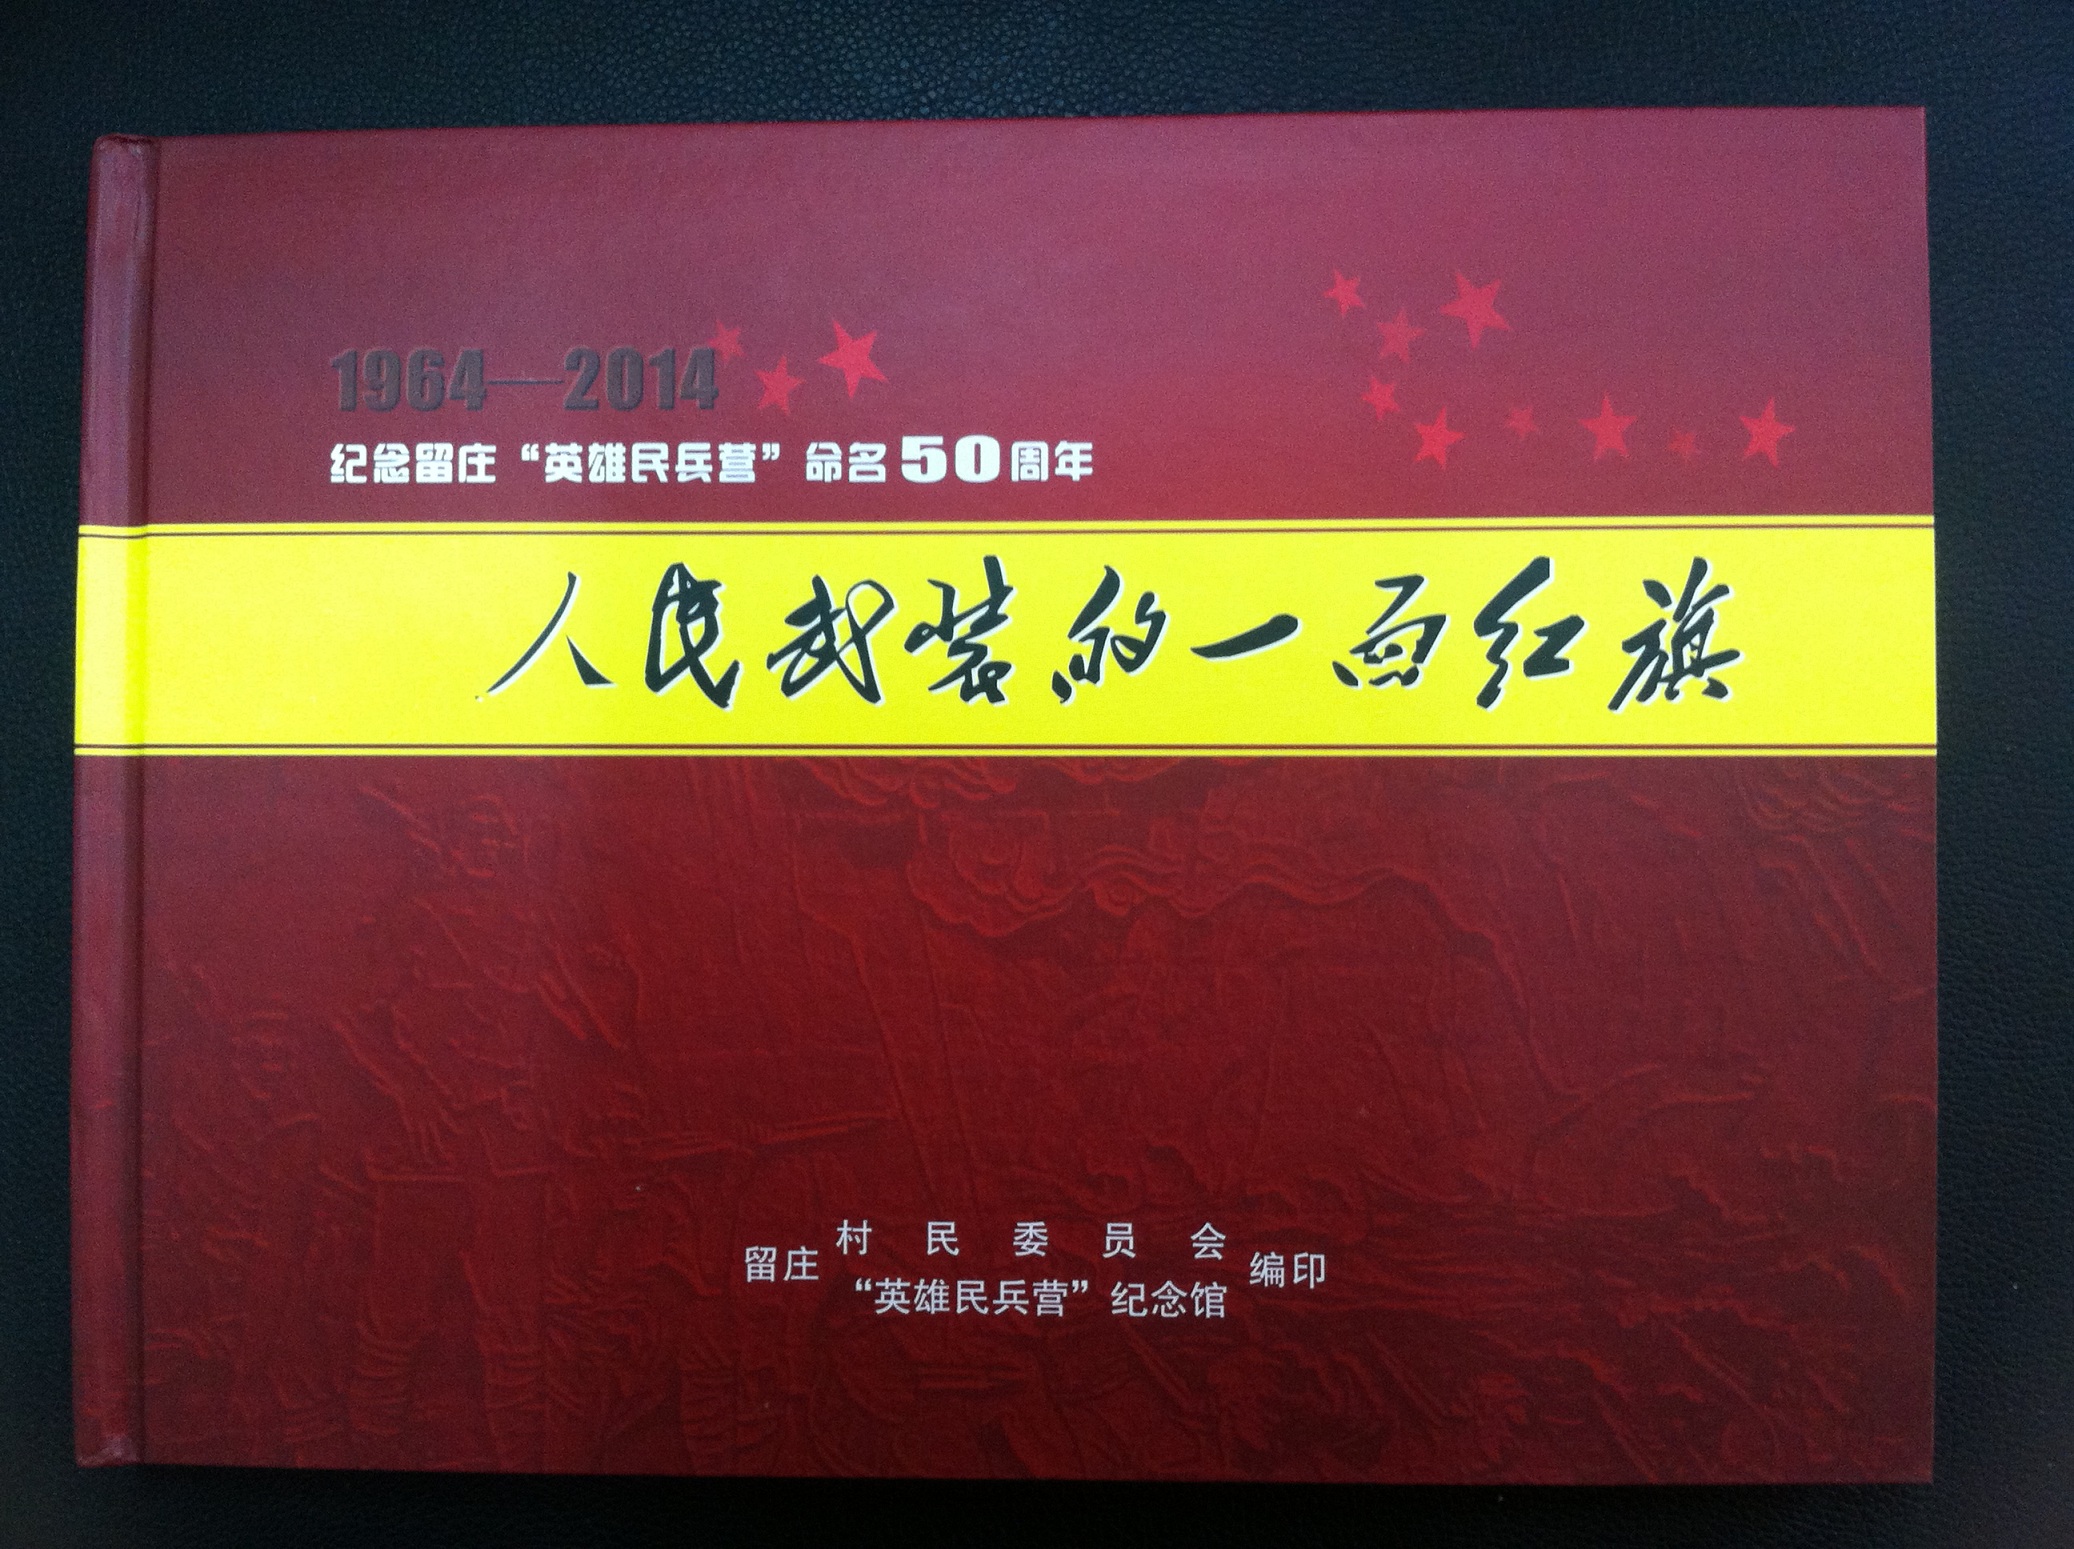 1964—2014
纪念留庄“英雄民兵营”命名50周年
人民武装的一面红旗
留庄 村民委员会 编印
“英雄民兵营”纪念馆